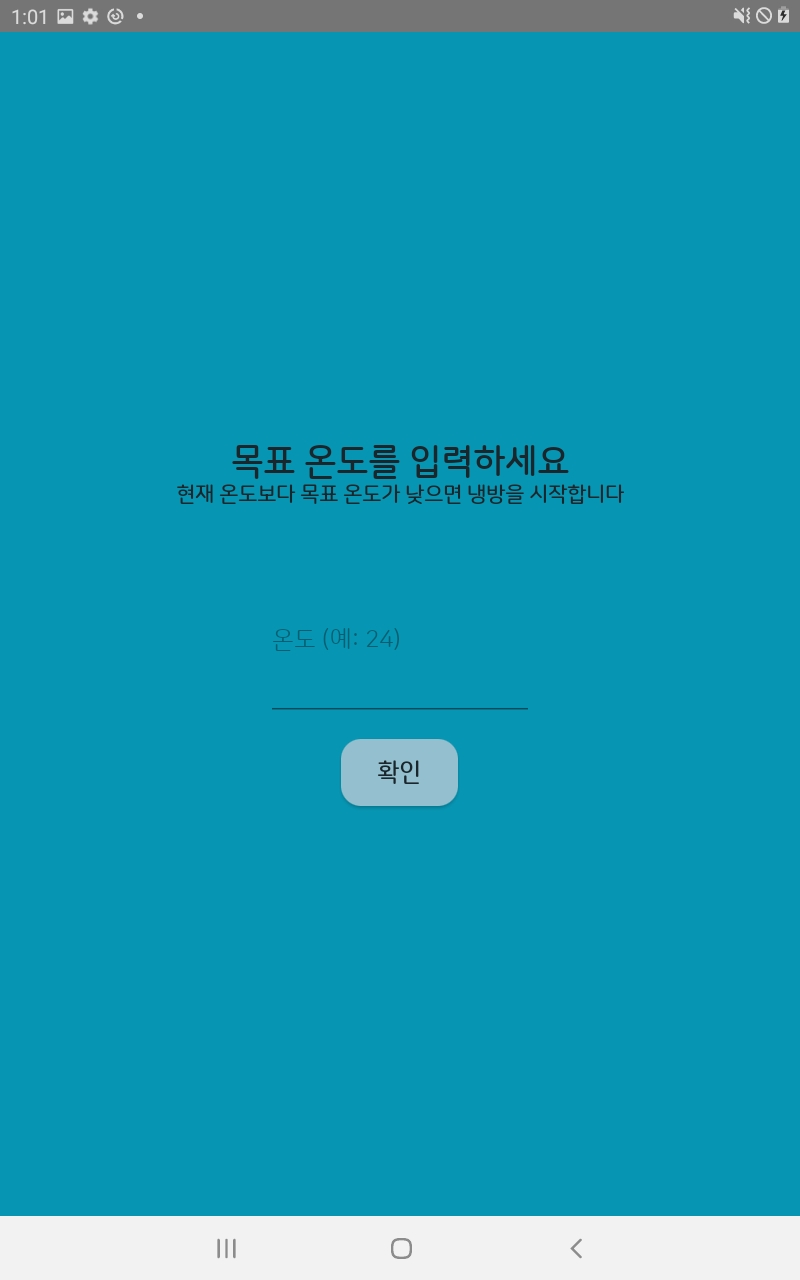 1:01
목표 온도를 입력하세요
현재 온도보다 목표 온도가 낮으면 냉방을 시작합니다
온도 (예: 24)
확인